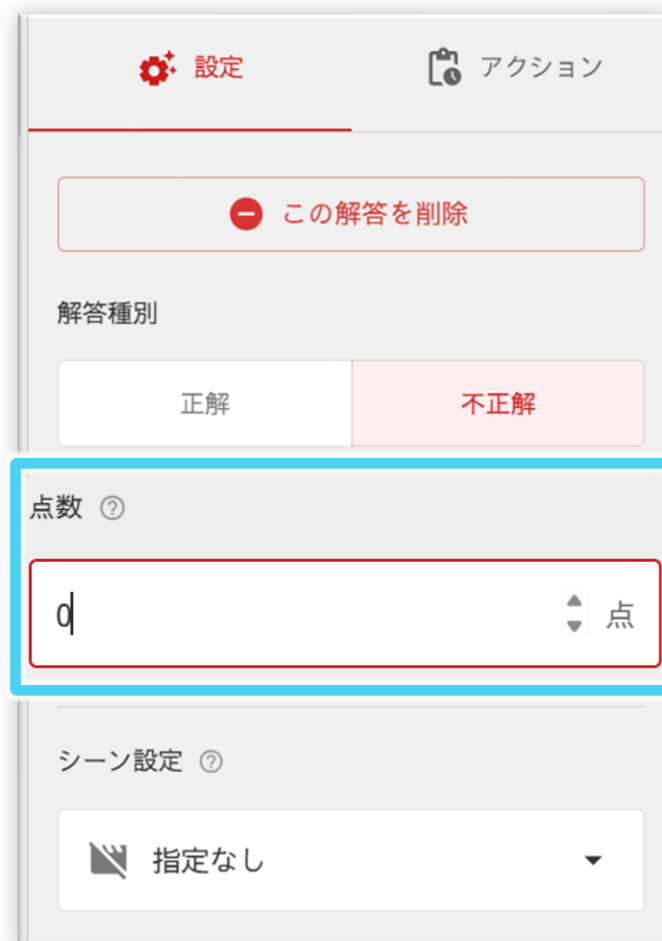 設定 アクション
この解答を削除
解答種別
正解 不正解
点数 ?
0 点
シーン設定 ?
指定なし